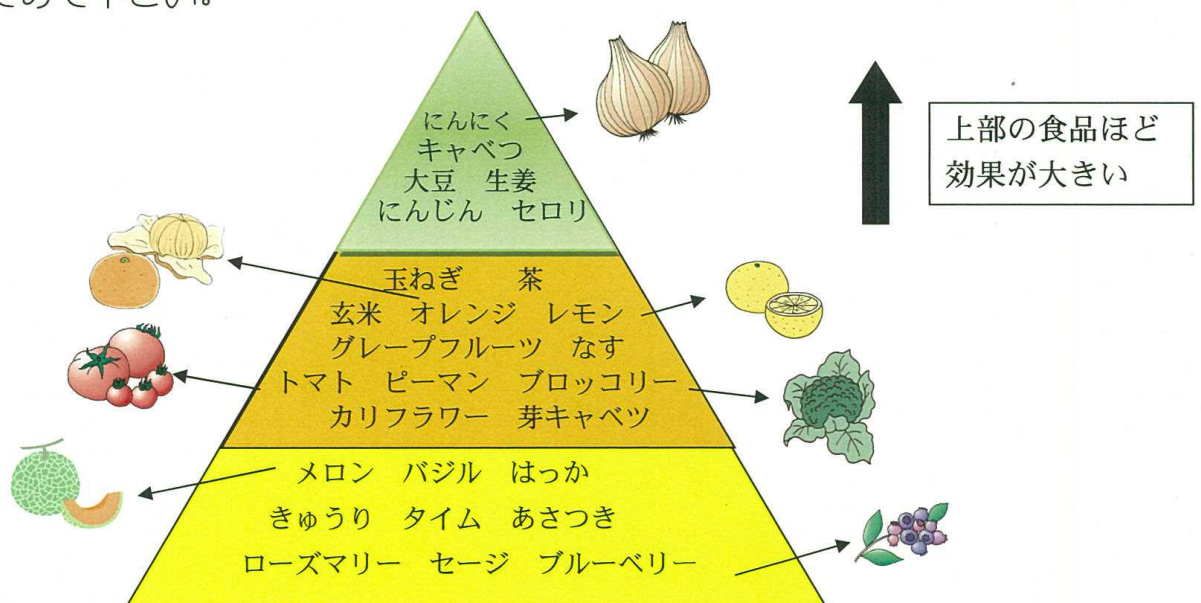 にんにく
キャベつ
大豆 生姜
にんじん セロリ
上部の食品ほど
効果が大きい
玉ねぎ 茶
玄米 オレンジ レモン
グレープフルーツ なす
トマト ピーマン ブロッコリー
カリフラワー 芽キャベツ
メロン バジル はっか
きゅうり タイム あさつき
ローズマリー セージ ブルーベリー